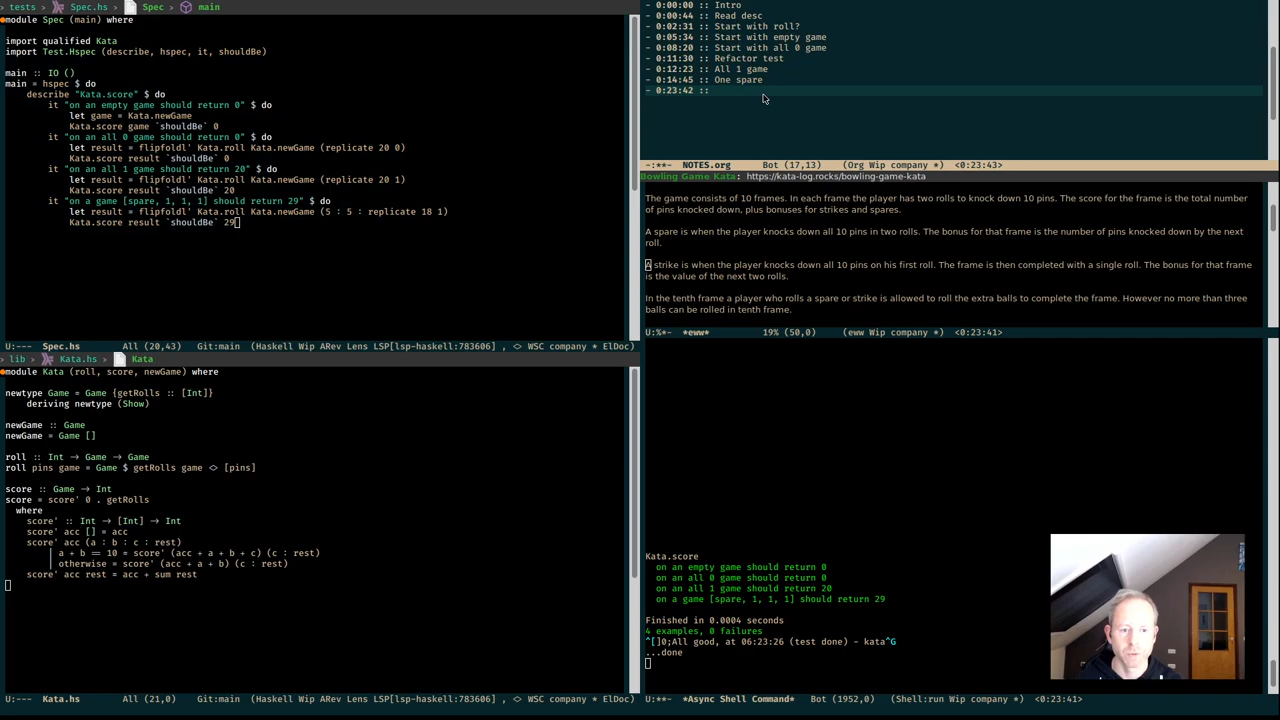 tests › Spec.hs › Spec › main
module Spec (main) where
import qualified Kata
import Test.Hspec (describe, hspec, it, shouldBe)
main :: IO ()
main = hspec $ do
describe "Kata.score" $ do
it "on an empty game should return 0" $ do
let game = Kata.newGame
Kata.score game `shouldBe` 0
it "on an all 0 game should return 0" $ do
let result = flipfoldl' Kata.roll Kata.newGame (replicate 20 0)
Kata.score result `shouldBe` 0
it "on an all 1 game should return 20" $ do
let result = flipfoldl' Kata.roll Kata.newGame (replicate 20 1)
Kata.score result `shouldBe` 20
it "on a game [spare, 1, 1, 1] should return 29" $ do
let result = flipfoldl' Kata.roll Kata.newGame (5 : 5 : replicate 18 1)
Kata.score result `shouldBe` 29
U:--- Spec.hs All (20,43) Git:main (Haskell Wip ARev Lens LSP[lsp-haskell:783606] , <> WSC company * ElDoc)
lib › Kata.hs › Kata
module Kata (roll, score, newGame) where
newtype Game = Game {getRolls :: [Int]}
deriving newtype (Show)
newGame :: Game
newGame = Game []
roll :: Int → Game → Game
roll pins game = Game $ getRolls game <> [pins]
score :: Game → Int
score = score' 0 . getRolls
where
score' :: Int → [Int] → Int
score' acc [] = acc
score' acc (a : b : c : rest)
| a + b == 10 = score' (acc + a + b + c) (c : rest)
| otherwise = score' (acc + a + b) (c : rest)
score' acc rest = acc + sum rest
U:--- Kata.hs All (21,0) Git:main (Haskell Wip ARev Lens LSP[lsp-haskell:783606] , <> WSC company * ElDoc)
- 0:00:00 :: Intro
- 0:00:44 :: Read desc
- 0:02:31 :: Start with roll?
- 0:05:34 :: Start with empty game
- 0:08:20 :: Start with all 0 game
- 0:11:30 :: Refactor test
- 0:12:23 :: All 1 game
- 0:14:45 :: One spare
- 0:23:42 ::
-:**- NOTES.org Bot (17,13) (Org Wip company *) <0:23:43>
Bowling Game Kata: https://kata-log.rocks/bowling-game-kata
The game consists of 10 frames. In each frame the player has two rolls to knock down 10 pins. The score for the frame is the total number
of pins knocked down, plus bonuses for strikes and spares.
A spare is when the player knocks down all 10 pins in two rolls. The bonus for that frame is the number of pins knocked down by the next
roll.
A strike is when the player knocks down all 10 pins on his first roll. The frame is then completed with a single roll. The bonus for that frame
is the value of the next two rolls.
In the tenth frame a player who rolls a spare or strike is allowed to roll the extra balls to complete the frame. However no more than three
balls can be rolled in tenth frame.
U:%*- *eww* 19% (50,0) (eww Wip company *) <0:23:41>
Kata.score
on an empty game should return 0
on an all 0 game should return 0
on an all 1 game should return 20
on a game [spare, 1, 1, 1] should return 29
Finished in 0.0004 seconds
4 examples, 0 failures
^[]0;All good, at 06:23:26 (test done) - kata^G
...done
U:**- *Async Shell Command* Bot (1952,0) (Shell:run Wip company *) <0:23:41>